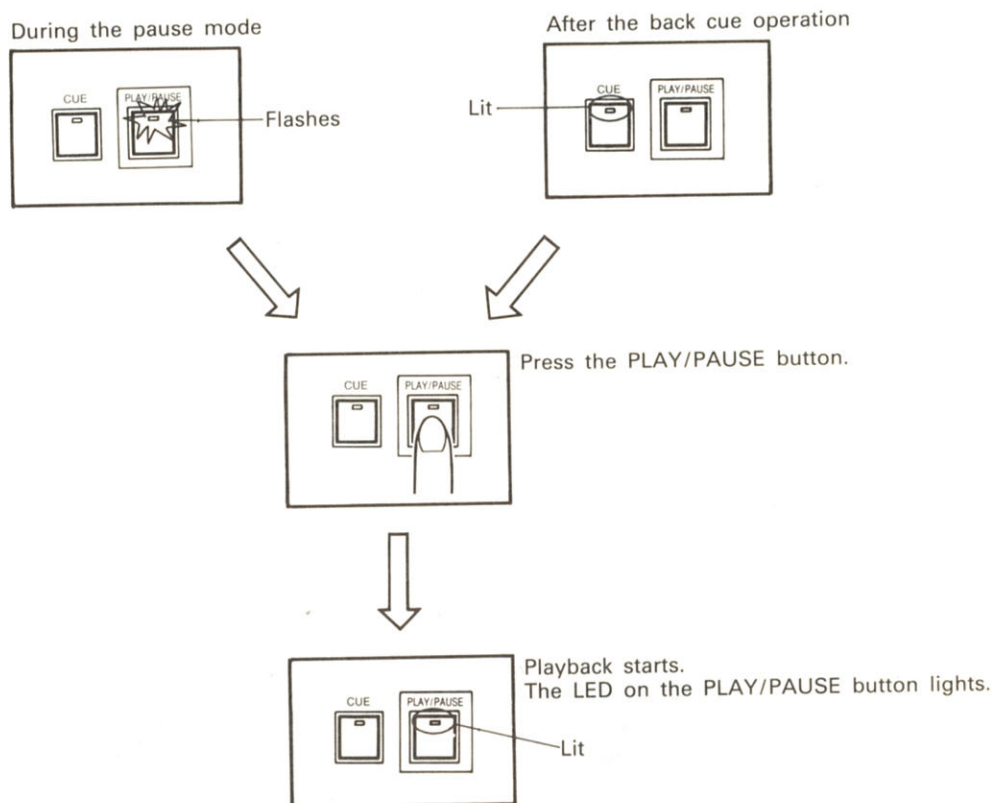 During the pause mode
CUE
PLAY/PAUSE
Flashes
After the back cue operation
Lit
CUE
PLAY/PAUSE
Press the PLAY/PAUSE button.
CUE
PLAY/PAUSE
Playback starts.
The LED on the PLAY/PAUSE button lights.
CUE
PLAY/PAUSE
Lit